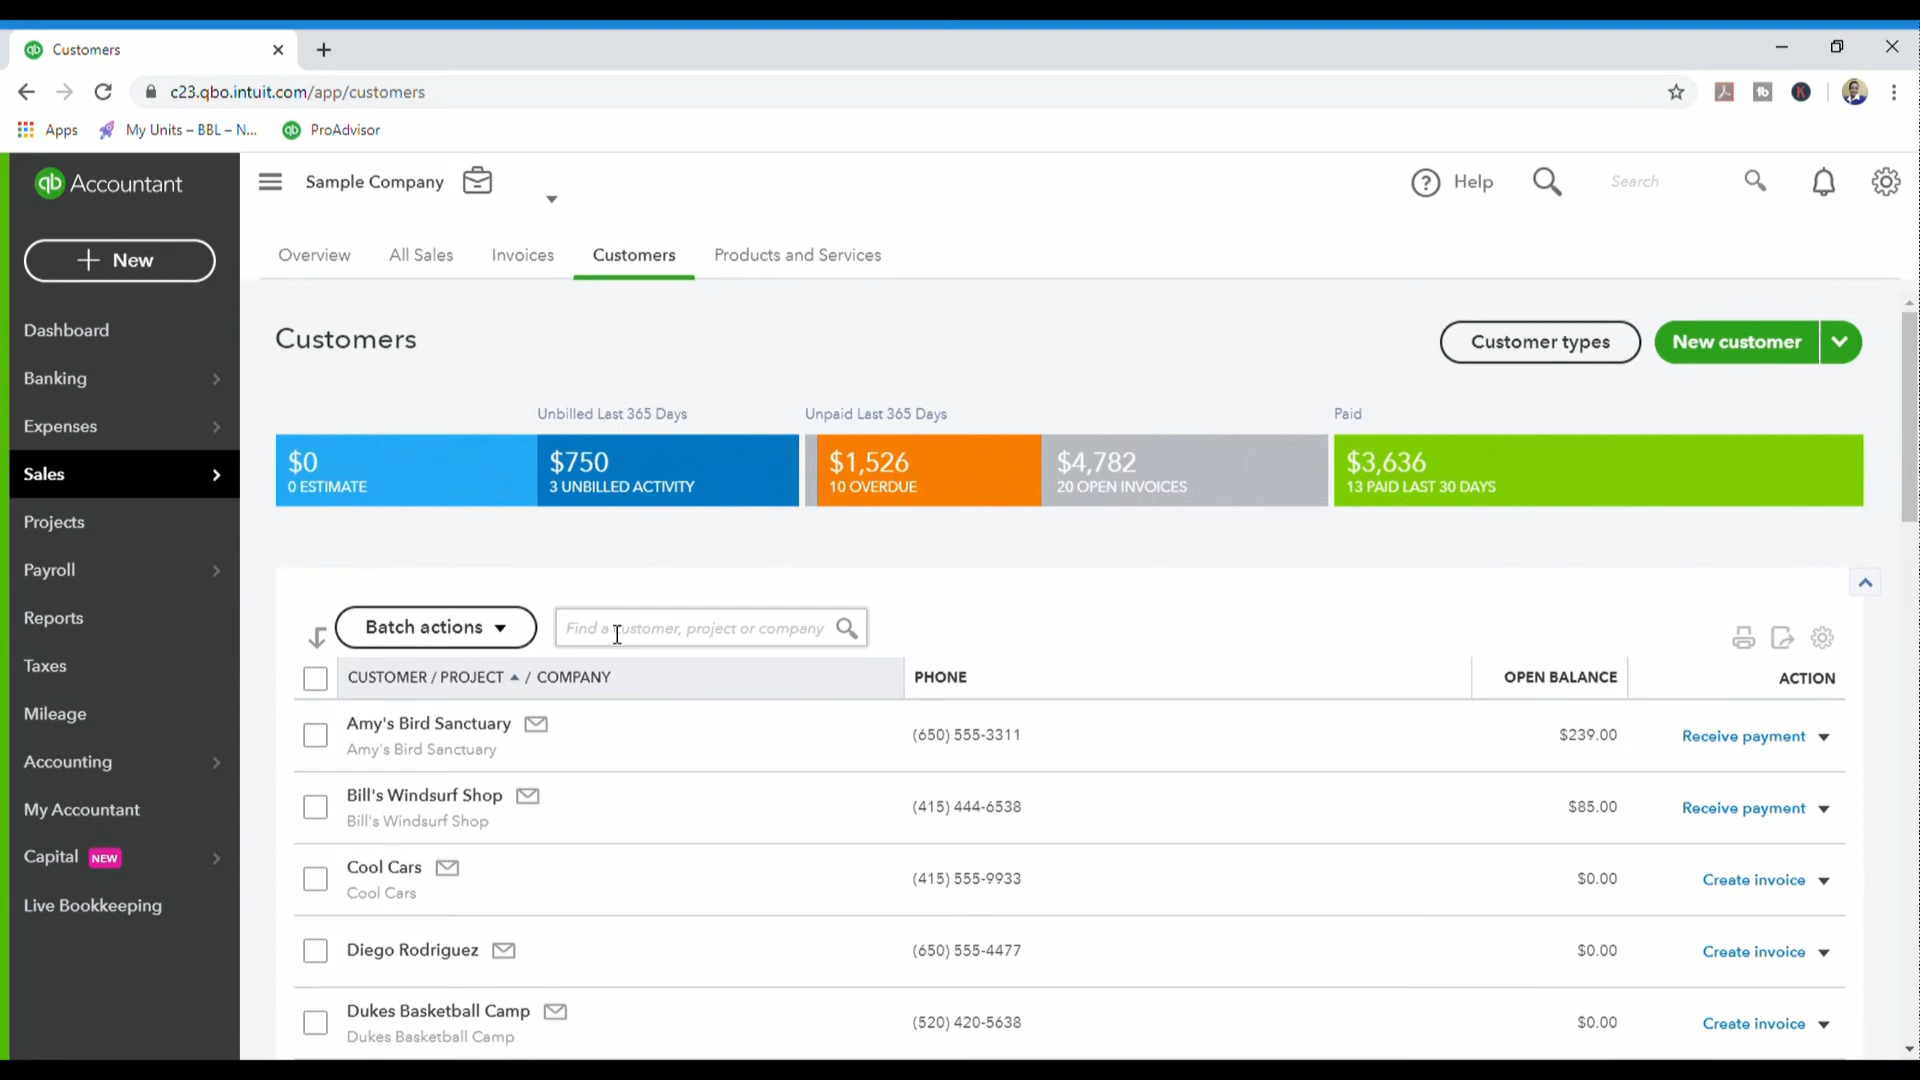 Customers
c23.qbo.intuit.com/app/customers
Apps My Units – BBL – N... ProAdvisor
qb Accountant
Sample Company
Help
Search
New
Overview All Sales Invoices Customers Products and Services
Dashboard
Banking
Expenses
Sales
Projects
Payroll
Reports
Taxes
Mileage
Accounting
My Accountant
Capital NEW
Live Bookkeeping
Customers
Customer types
New customer
Unbilled Last 365 Days
Unpaid Last 365 Days
Paid
$0
0 ESTIMATE
$750
3 UNBILLED ACTIVITY
$1,526
10 OVERDUE
$4,782
20 OPEN INVOICES
$3,636
13 PAID LAST 30 DAYS
Batch actions
Find a customer, project or company
CUSTOMER / PROJECT / COMPANY PHONE OPEN BALANCE ACTION
Amy's Bird Sanctuary
Amy's Bird Sanctuary
(650) 555-3311
$239.00
Receive payment
Bill's Windsurf Shop
Bill's Windsurf Shop
(415) 444-6538
$85.00
Receive payment
Cool Cars
Cool Cars
(415) 555-9933
$0.00
Create invoice
Diego Rodriguez
(650) 555-4477
$0.00
Create invoice
Dukes Basketball Camp
Dukes Basketball Camp
(520) 420-5638
$0.00
Create invoice